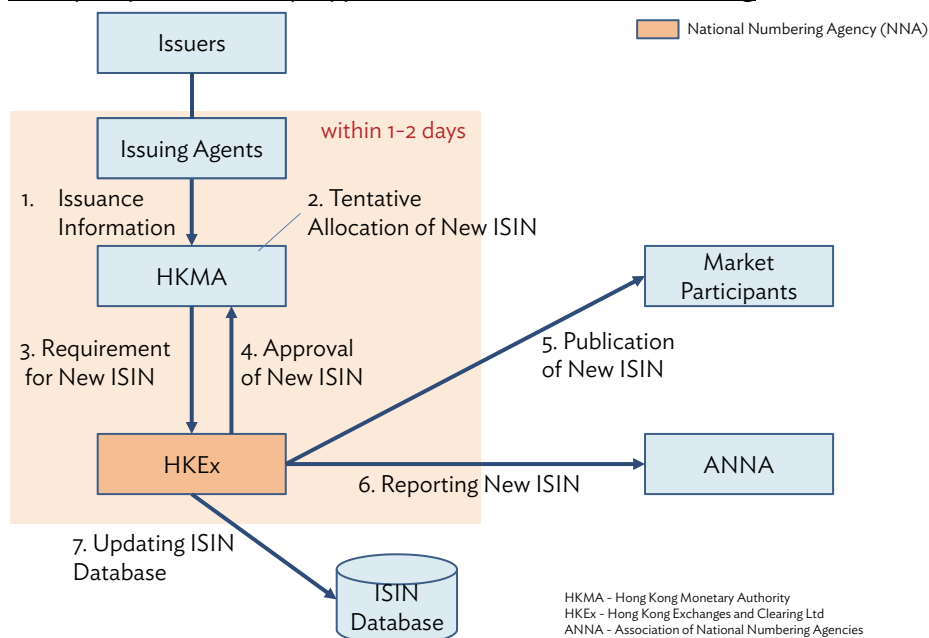 Issuers
National Numbering Agency (NNA)
within 1-2 days
Issuing Agents
1. Issuance
Information
2. Tentative
Allocation of New ISIN
HKMA
Market
Participants
3. Requirement
for New ISIN
4. Approval
of New ISIN
5. Publication
of New ISIN
HKEx
ANNA
6. Reporting New ISIN
7. Updating ISIN
Database
ISIN
Database
HKMA - Hong Kong Monetary Authority
HKEx - Hong Kong Exchanges and Clearing Ltd
ANNA - Association of National Numbering Agencies